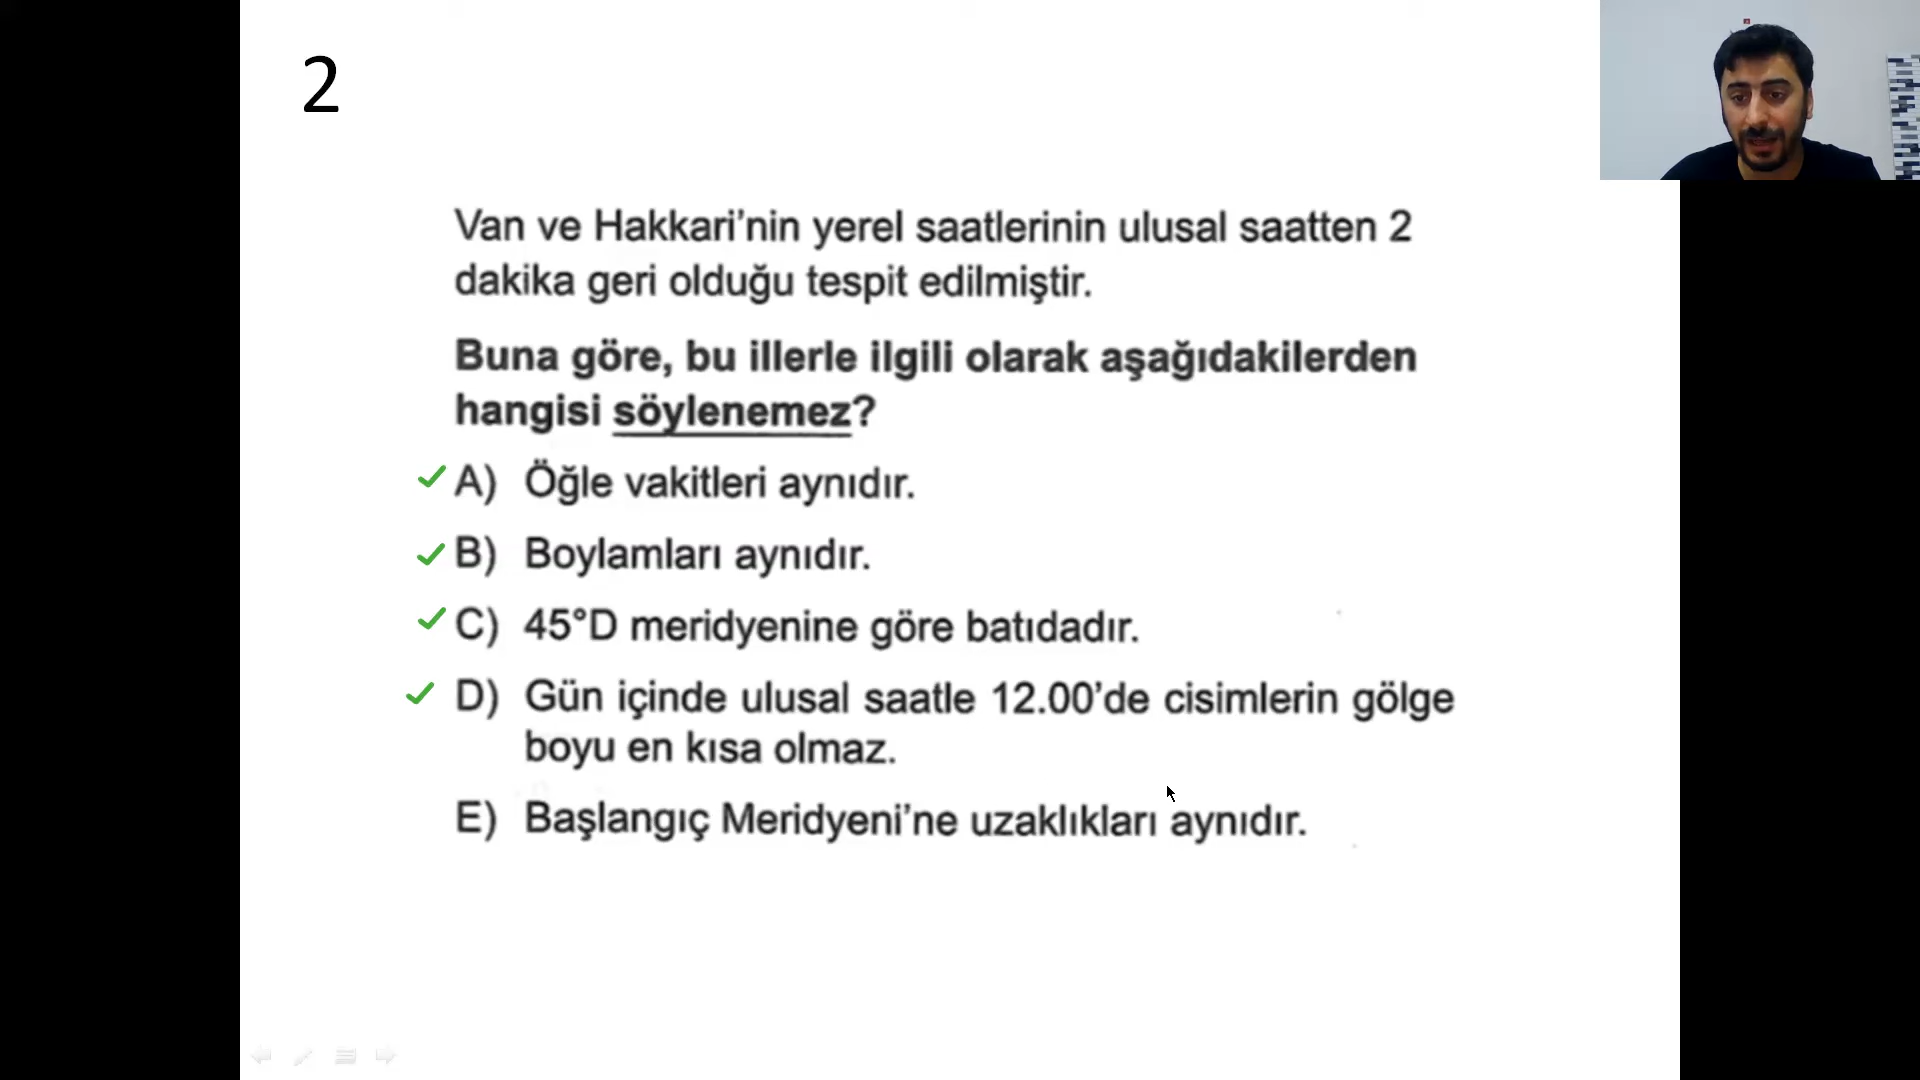 2
Van ve Hakkari'nin yerel saatlerinin ulusal saatten 2
dakika geri olduğu tespit edilmiştir.
Buna göre, bu illerle ilgili olarak aşağıdakilerden
hangisi söylenemez?
A) Öğle vakitleri aynıdır.
B) Boylamları aynıdır.
C) 45°D meridyenine göre batıdadır.
D) Gün içinde ulusal saatle 12.00'de cisimlerin gölge
boyu en kısa olmaz.
E) Başlangıç Meridyeni'ne uzaklıkları aynıdır.